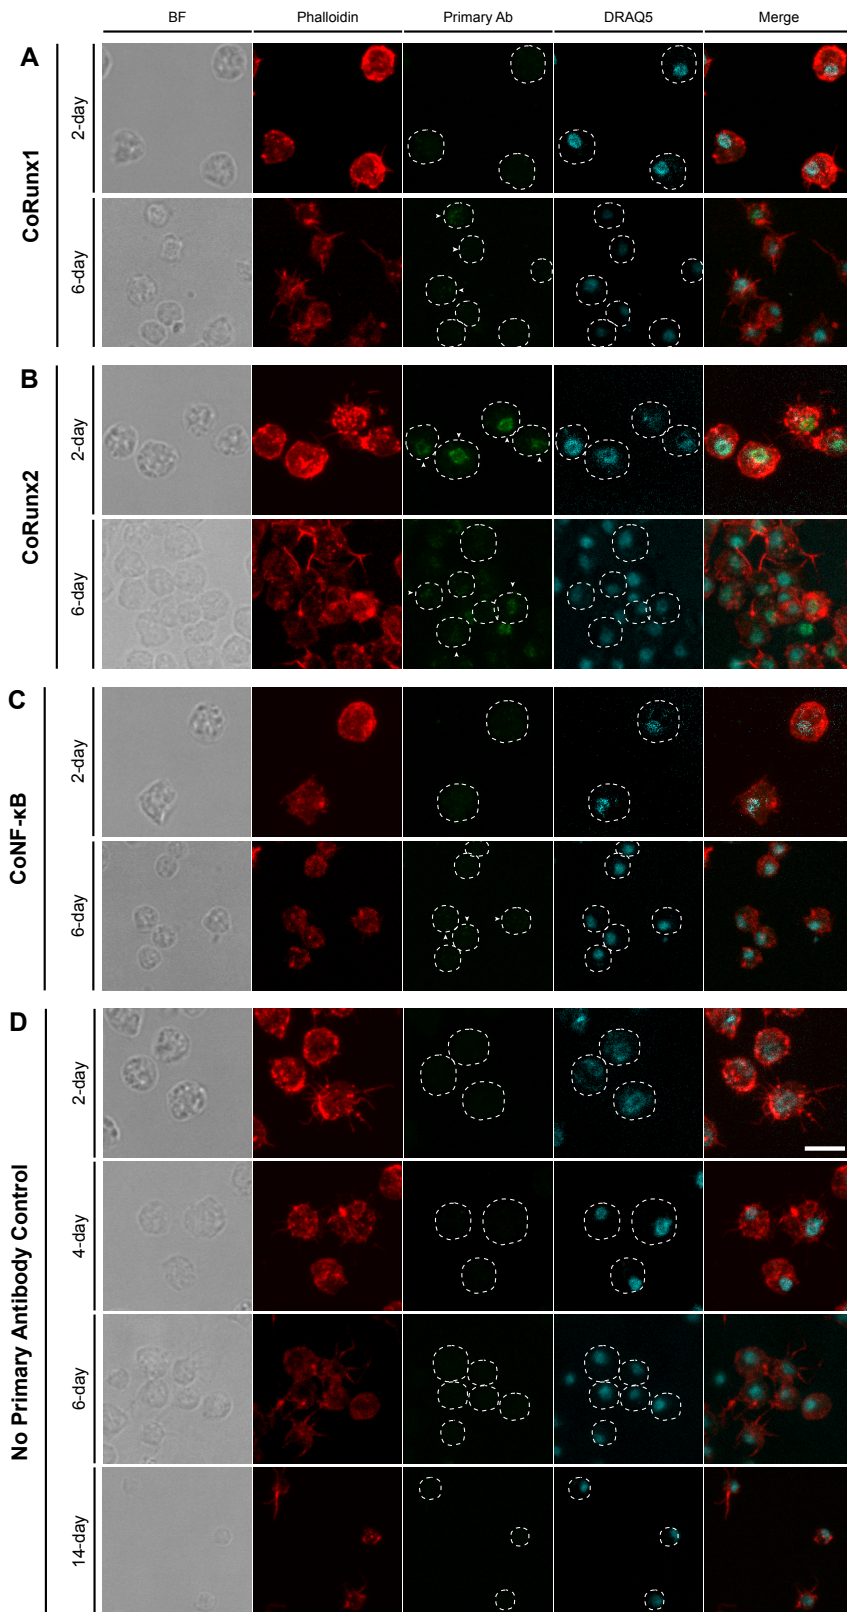 BF Phalloidin Primary Ab DRAQ5 Merge
A
CoRunx1
2-day
6-day
B
CoRunx2
2-day
6-day
C
CoNF-κB
2-day
6-day
D
No Primary Antibody Control
2-day
4-day
6-day
14-day